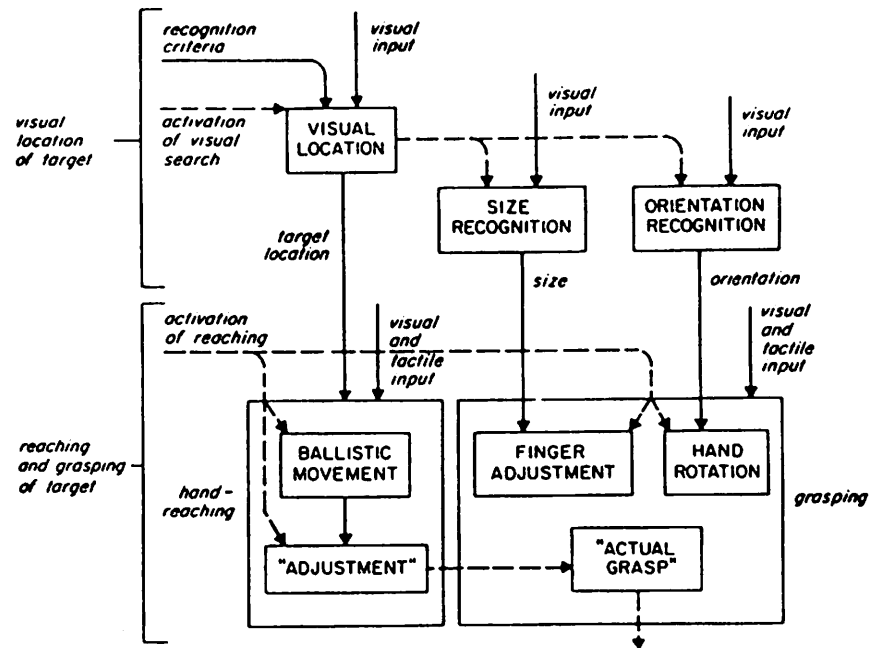 recognition
criteria
visual
input
activation
of visual
search
visual
location
of target
VISUAL
LOCATION
visual
input
visual
input
SIZE
RECOGNITION
ORIENTATION
RECOGNITION
target
location
size
orientation
activation
of reaching
visual
and
tactile
input
visual
and
tactile
input
reaching
and grasping
of target
BALLISTIC
MOVEMENT
FINGER
ADJUSTMENT
HAND
ROTATION
hand-
reaching
grasping
"ADJUSTMENT"
"ACTUAL
GRASP"